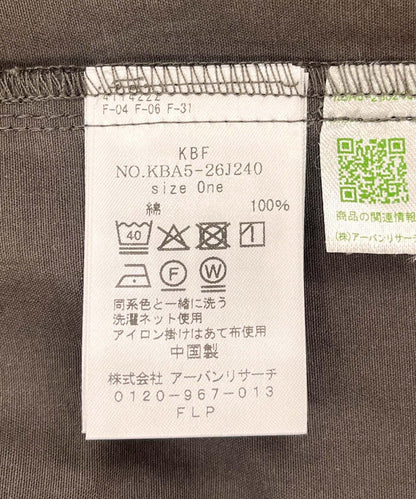 4114222
F-04 F-06 F-31
KBF
NO.KBA5-26J240
size One
綿 100%
40
F
W
同系色と一緒に洗う
洗濯ネット使用
アイロン掛けはあて布使用
中国製
株式会社 アーバンリサーチ
0120-967-013
FLP
商品の関連情報
(株)アーバンリサー